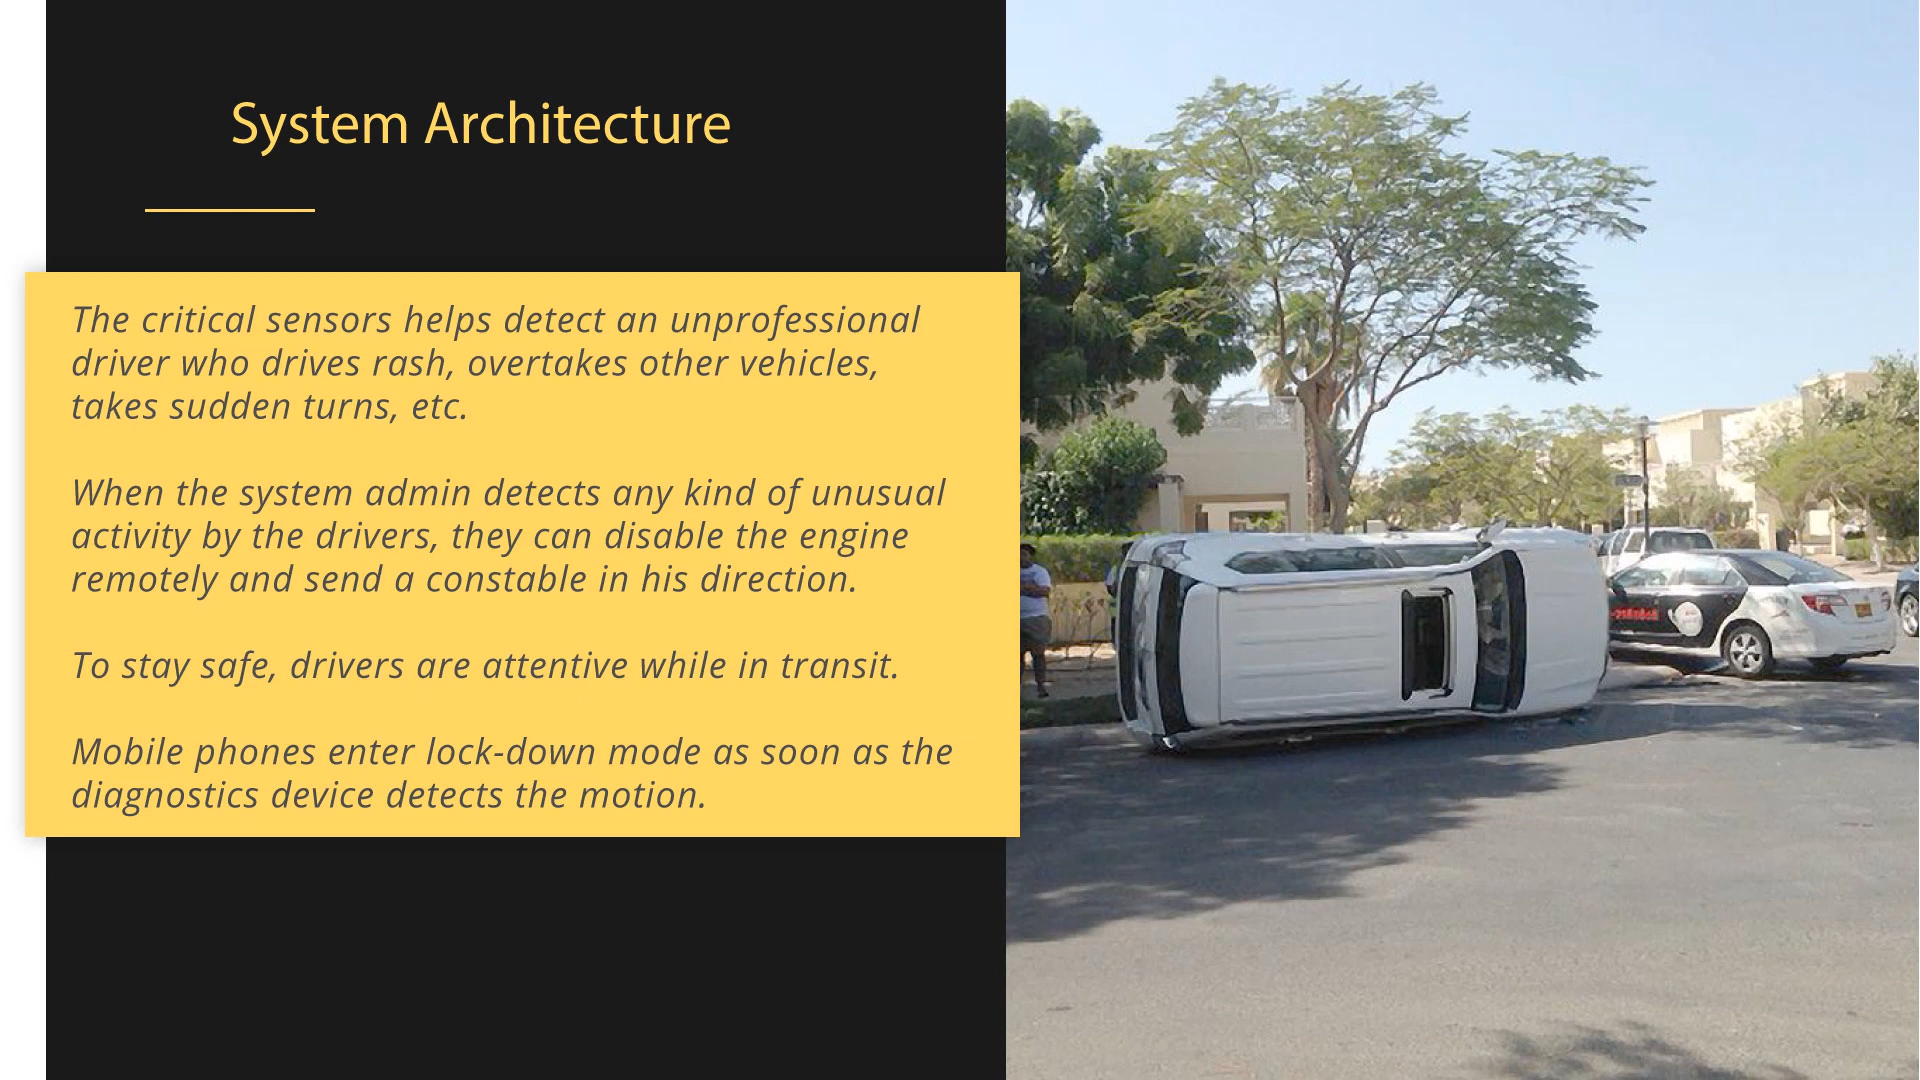 System Architecture
The critical sensors helps detect an unprofessional
driver who drives rash, overtakes other vehicles,
takes sudden turns, etc.
When the system admin detects any kind of unusual
activity by the drivers, they can disable the engine
remotely and send a constable in his direction.
To stay safe, drivers are attentive while in transit.
Mobile phones enter lock-down mode as soon as the
diagnostics device detects the motion.